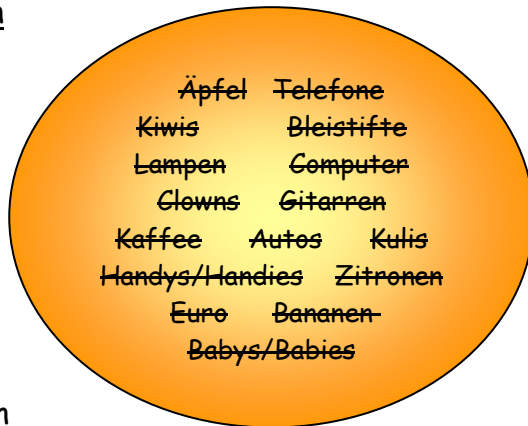 Äpfel Telefone
Kiwis Bleistifte
Lampen Computer
Clowns Gitarren
Kaffee Autos Kulis
Handys/Handies Zitronen
Euro Bananen
Babys/Babies